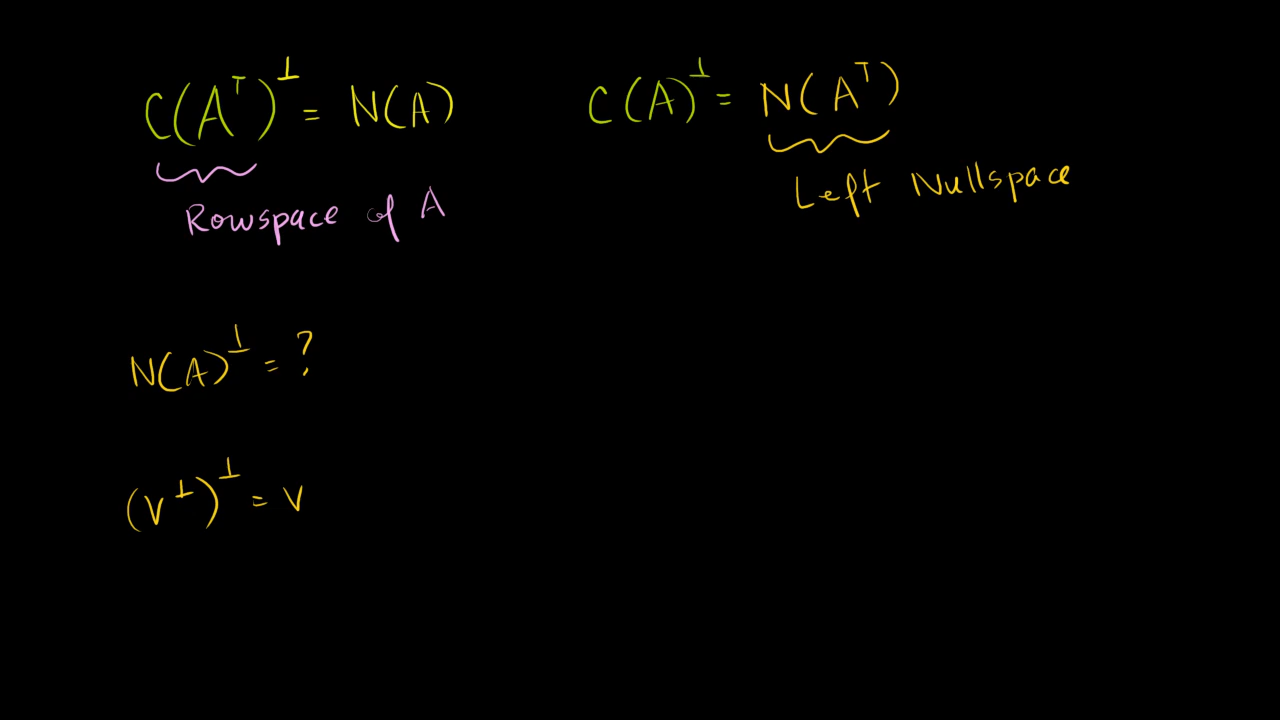 C(Aᵀ)^⊥ = N(A)
C(A)^⊥ = N(Aᵀ)
Rowspace of A
Left Nullspace
N(A)^⊥ = ?
(V^⊥)^⊥ = V